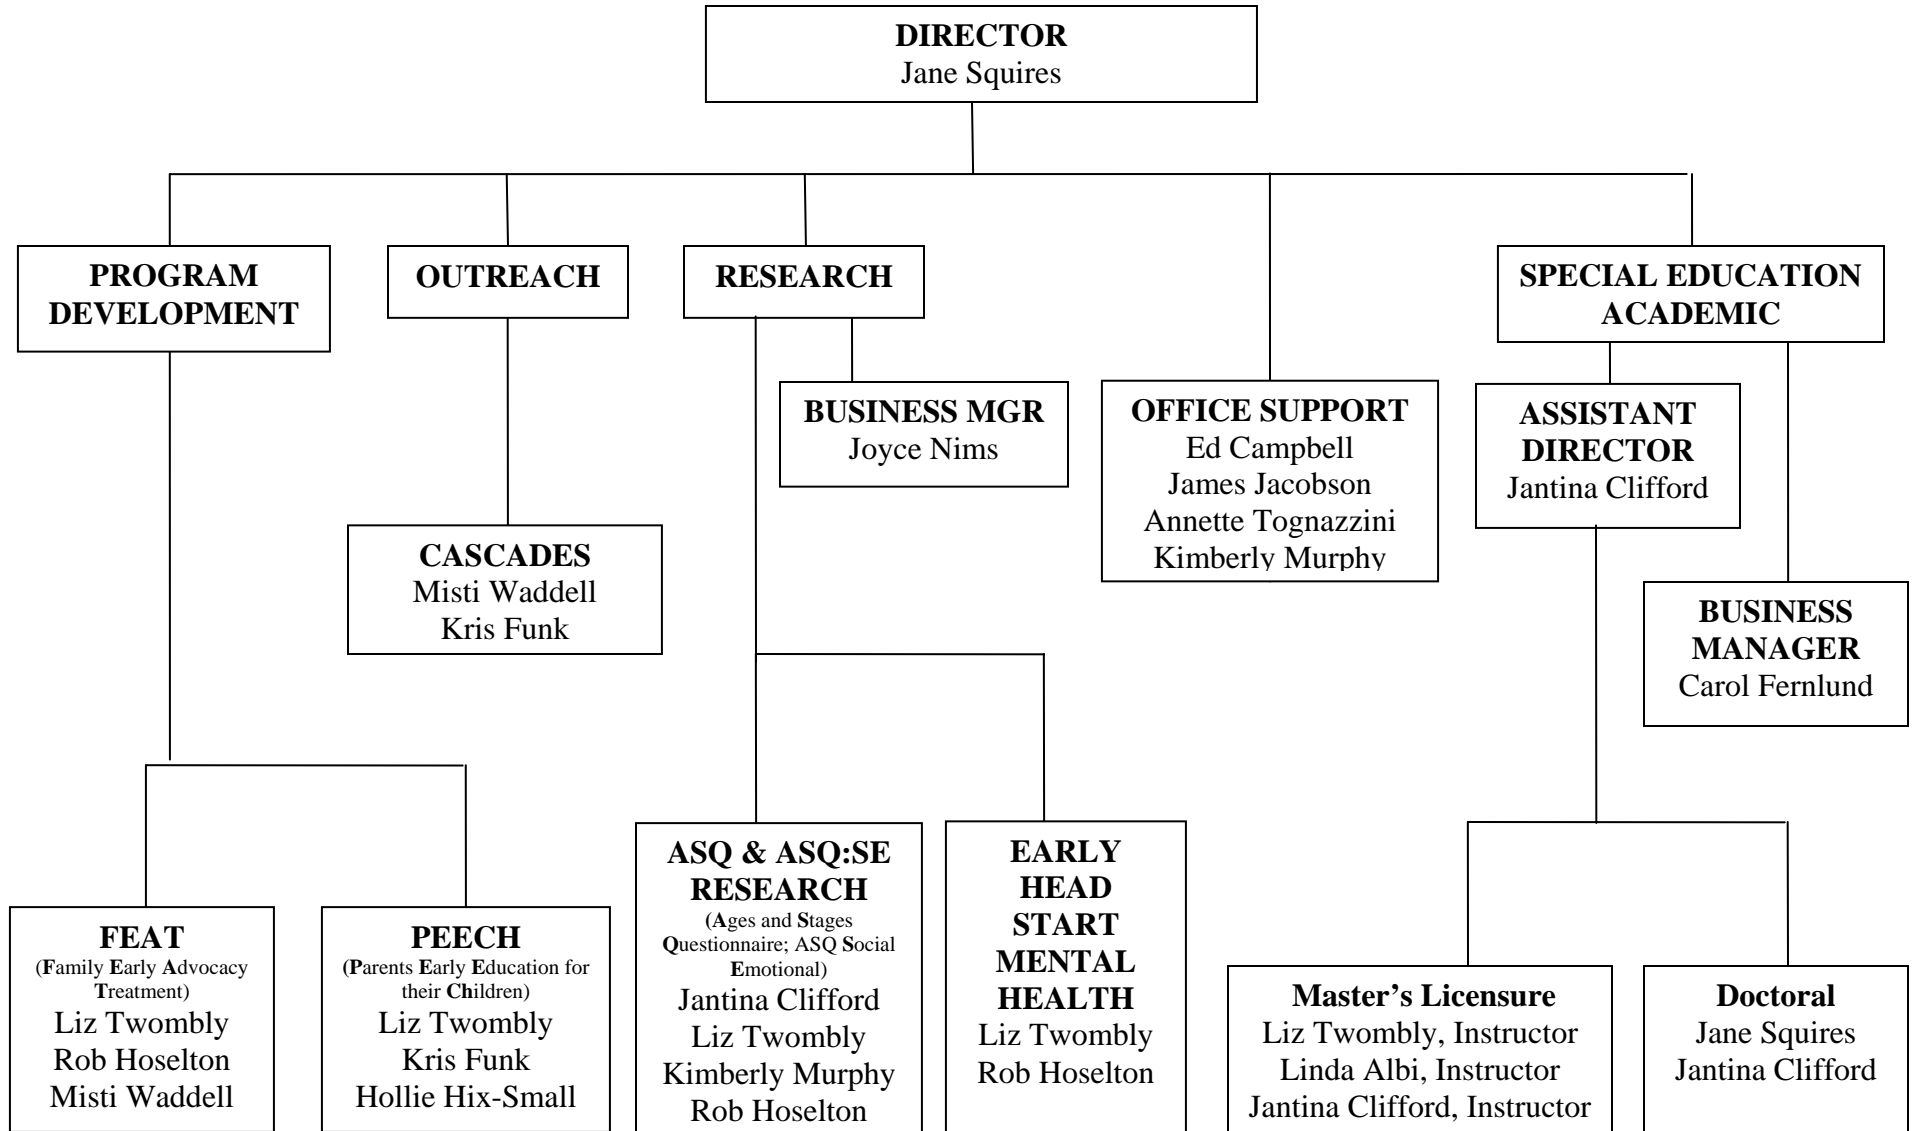 DIRECTOR
Jane Squires
PROGRAM
DEVELOPMENT
OUTREACH
RESEARCH
SPECIAL EDUCATION
ACADEMIC
BUSINESS MGR
Joyce Nims
OFFICE SUPPORT
Ed Campbell
James Jacobson
Annette Tognazzini
Kimberly Murphy
ASSISTANT
DIRECTOR
Jantina Clifford
CASCADES
Misti Waddell
Kris Funk
BUSINESS
MANAGER
Carol Fernlund
FEAT
(Family Early Advocacy
Treatment)
Liz Twombly
Rob Hoselton
Misti Waddell
PEECH
(Parents Early Education for
their Children)
Liz Twombly
Kris Funk
Hollie Hix-Small
ASQ & ASQ:SE
RESEARCH
(Ages and Stages
Questionnaire; ASQ Social
Emotional)
Jantina Clifford
Liz Twombly
Kimberly Murphy
Rob Hoselton
EARLY
HEAD
START
MENTAL
HEALTH
Liz Twombly
Rob Hoselton
Master’s Licensure
Liz Twombly, Instructor
Linda Albi, Instructor
Jantina Clifford, Instructor
Doctoral
Jane Squires
Jantina Clifford